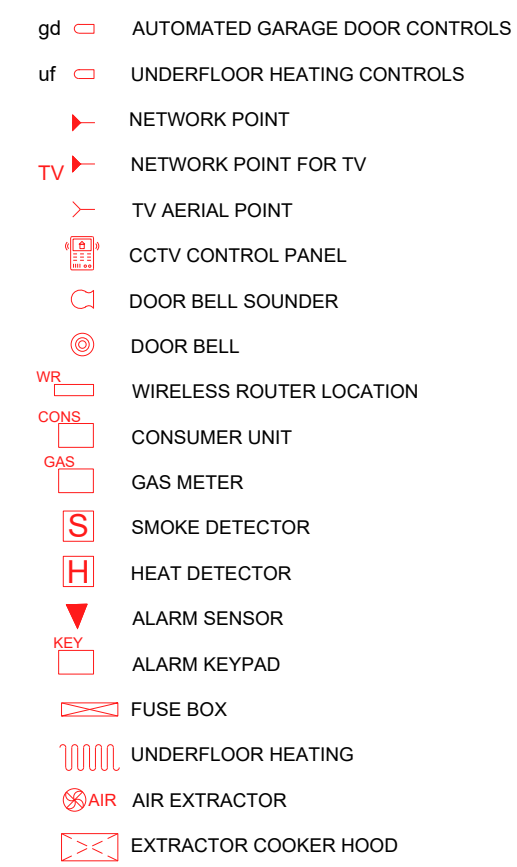 gd AUTOMATED GARAGE DOOR CONTROLS
uf UNDERFLOOR HEATING CONTROLS
NETWORK POINT
TV NETWORK POINT FOR TV
TV AERIAL POINT
CCTV CONTROL PANEL
DOOR BELL SOUNDER
DOOR BELL
WR WIRELESS ROUTER LOCATION
CONS CONSUMER UNIT
GAS GAS METER
S SMOKE DETECTOR
H HEAT DETECTOR
ALARM SENSOR
KEY ALARM KEYPAD
FUSE BOX
UNDERFLOOR HEATING
AIR AIR EXTRACTOR
EXTRACTOR COOKER HOOD